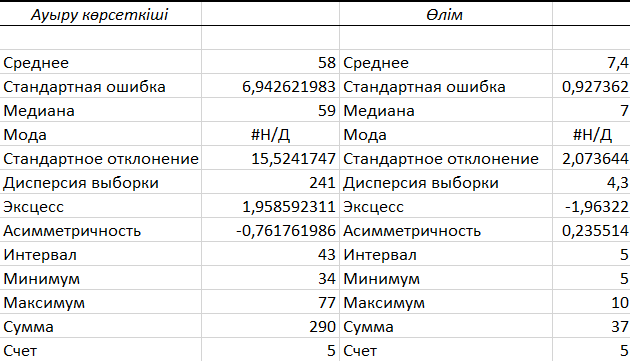 Ауыру көрсеткіші Өлім
Среднее 58 Среднее 7,4
Стандартная ошибка 6,942621983 Стандартная ошибка 0,927362
Медиана 59 Медиана 7
Мода #Н/Д Мода #Н/Д
Стандартное отклонение 15,5241747 Стандартное отклонение 2,073644
Дисперсия выборки 241 Дисперсия выборки 4,3
Эксцесс 1,958592311 Эксцесс -1,96322
Асимметричность -0,761761986 Асимметричность 0,235514
Интервал 43 Интервал 5
Минимум 34 Минимум 5
Максимум 77 Максимум 10
Сумма 290 Сумма 37
Счет 5 Счет 5